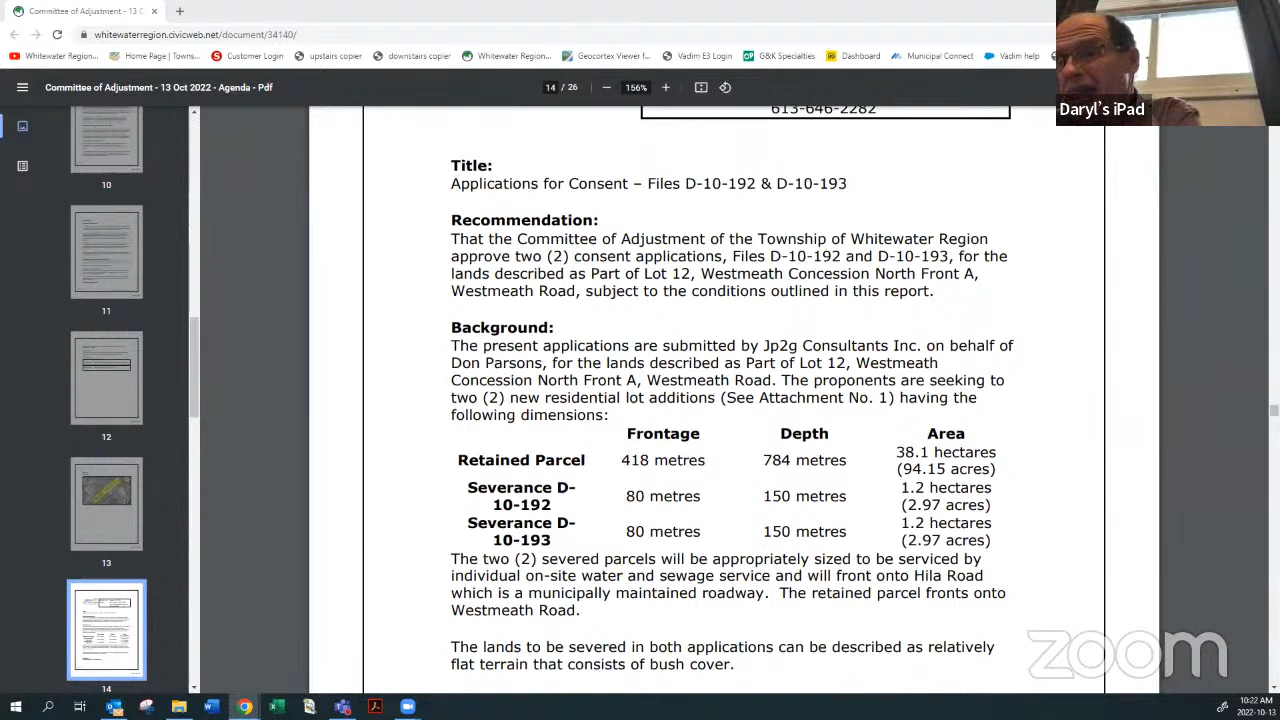 Committee of Adjustment - 13 O
whitewaterregion.civicweb.net/document/34140/
Whitewater Region...
Home Page | Towns...
Customer Login
upstairs copier
downstairs copier
Whitewater Region...
Geocortex Viewer f...
Vadim E3 Login
G&K Specialties
Dashboard
Municipal Connect
Vadim help
Daryl's iPad
Committee of Adjustment - 13 Oct 2022 - Agenda - Pdf
14 / 26
156%
10
11
12
13
14
613-646-2282
Title:
Applications for Consent – Files D-10-192 & D-10-193
Recommendation:
That the Committee of Adjustment of the Township of Whitewater Region
approve two (2) consent applications, Files D-10-192 and D-10-193, for the
lands described as Part of Lot 12, Westmeath Concession North Front A,
Westmeath Road, subject to the conditions outlined in this report.
Background:
The present applications are submitted by Jp2g Consultants Inc. on behalf of
Don Parsons, for the lands described as Part of Lot 12, Westmeath
Concession North Front A, Westmeath Road. The proponents are seeking to
two (2) new residential lot additions (See Attachment No. 1) having the
following dimensions:
Frontage Depth Area
Retained Parcel 418 metres 784 metres 38.1 hectares
(94.15 acres)
Severance D-
10-192 80 metres 150 metres 1.2 hectares
(2.97 acres)
Severance D-
10-193 80 metres 150 metres 1.2 hectares
(2.97 acres)
The two (2) severed parcels will be appropriately sized to be serviced by
individual on-site water and sewage service and will front onto Hila Road
which is a municipally maintained roadway. The retained parcel fronts onto
Westmeath Road.
The lands to be severed in both applications can be described as relatively
flat terrain that consists of bush cover.
zoom
10:22 AM
2022-10-13